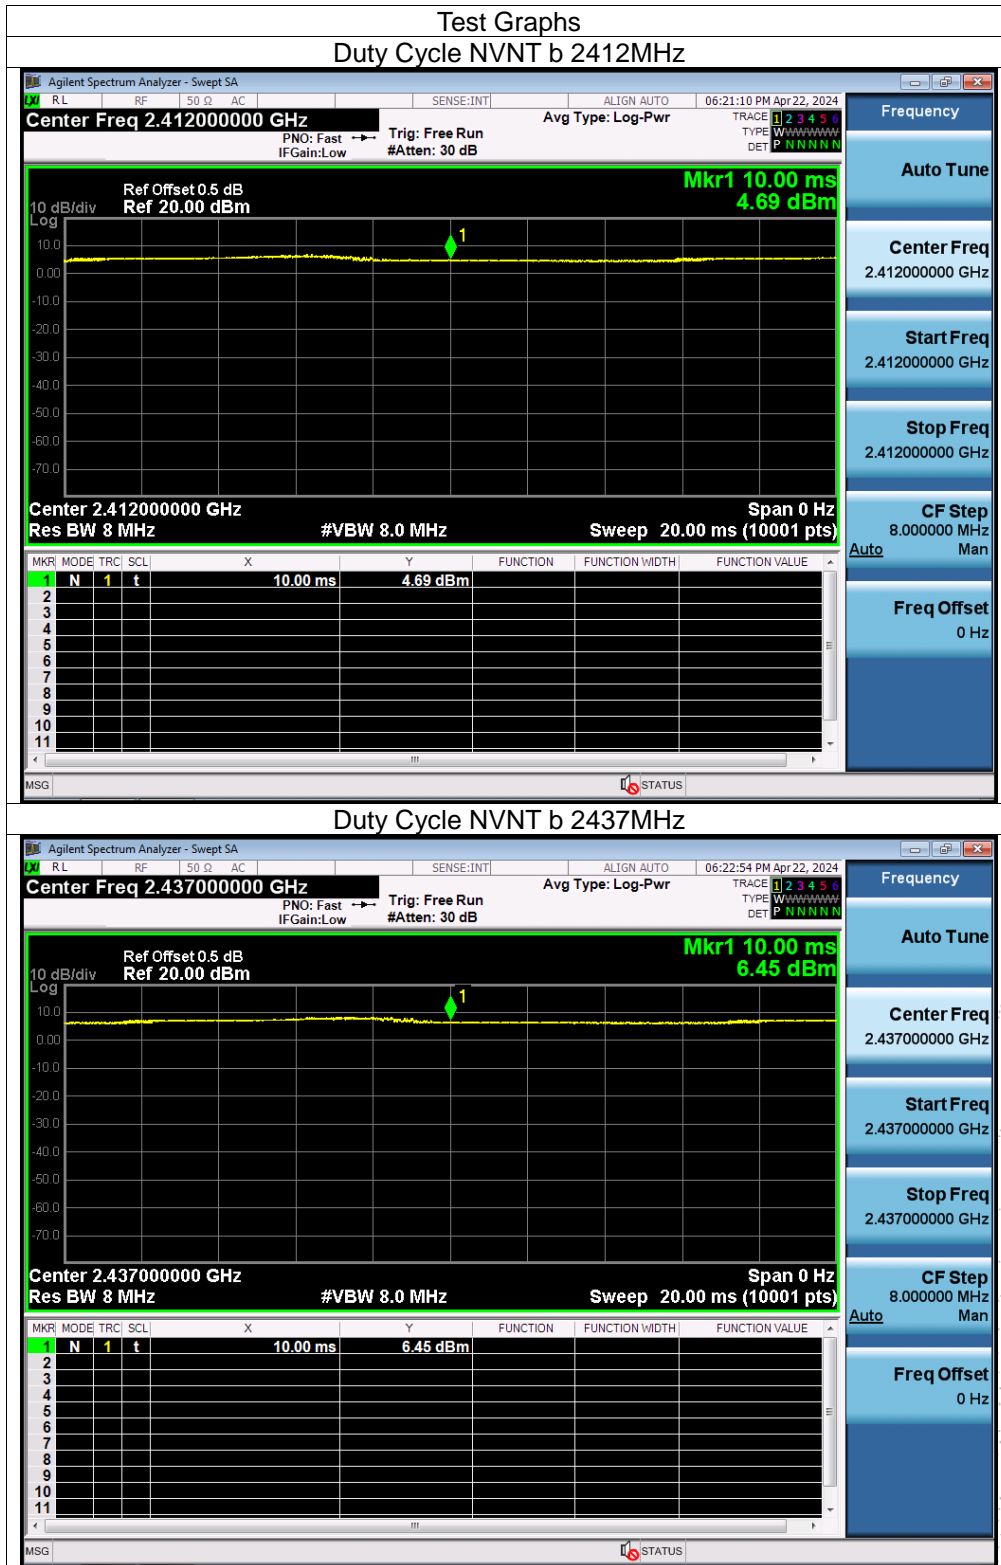 Test Graphs
Duty Cycle NVNT b 2412MHz
Agilent Spectrum Analyzer - Swept SA
LXI RL RF 50 Ω AC SENSE:INT ALIGN AUTO 06:21:10 PM Apr 22, 2024
Center Freq 2.412000000 GHz
PNO: Fast
IFGain:Low
Trig: Free Run
#Atten: 30 dB
Avg Type: Log-Pwr
TRACE 1 2 3 4 5 6
TYPE WWWWWW
DET P N N N N N
Mkr1 10.00 ms
4.69 dBm
Ref Offset 0.5 dB
10 dB/div Ref 20.00 dBm
Log
10.0
0.00
-10.0
-20.0
-30.0
-40.0
-50.0
-60.0
-70.0
1
Center 2.412000000 GHz Span 0 Hz
Res BW 8 MHz #VBW 8.0 MHz Sweep 20.00 ms (10001 pts)
MKR MODE TRC SCL X Y FUNCTION FUNCTION WIDTH FUNCTION VALUE
1 N 1 t 10.00 ms 4.69 dBm
2
3
4
5
6
7
8
9
10
11
MSG STATUS
Frequency
Auto Tune
Center Freq
2.412000000 GHz
Start Freq
2.412000000 GHz
Stop Freq
2.412000000 GHz
CF Step
8.000000 MHz
Auto Man
Freq Offset
0 Hz
Duty Cycle NVNT b 2437MHz
Agilent Spectrum Analyzer - Swept SA
LXI RL RF 50 Ω AC SENSE:INT ALIGN AUTO 06:22:54 PM Apr 22, 2024
Center Freq 2.437000000 GHz
PNO: Fast
IFGain:Low
Trig: Free Run
#Atten: 30 dB
Avg Type: Log-Pwr
TRACE 1 2 3 4 5 6
TYPE WWWWWW
DET P N N N N N
Mkr1 10.00 ms
6.45 dBm
Ref Offset 0.5 dB
10 dB/div Ref 20.00 dBm
Log
10.0
0.00
-10.0
-20.0
-30.0
-40.0
-50.0
-60.0
-70.0
1
Center 2.437000000 GHz Span 0 Hz
Res BW 8 MHz #VBW 8.0 MHz Sweep 20.00 ms (10001 pts)
MKR MODE TRC SCL X Y FUNCTION FUNCTION WIDTH FUNCTION VALUE
1 N 1 t 10.00 ms 6.45 dBm
2
3
4
5
6
7
8
9
10
11
MSG STATUS
Frequency
Auto Tune
Center Freq
2.437000000 GHz
Start Freq
2.437000000 GHz
Stop Freq
2.437000000 GHz
CF Step
8.000000 MHz
Auto Man
Freq Offset
0 Hz